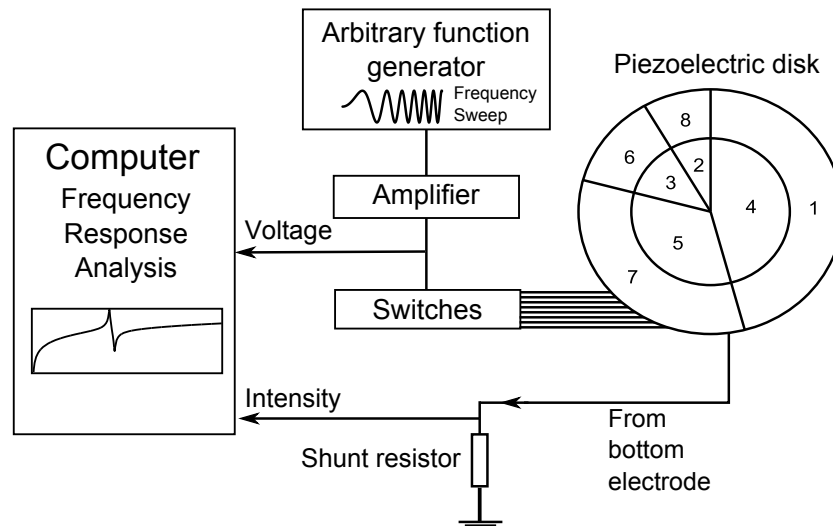 Arbitrary function
generator
Frequency
Sweep
Piezoelectric disk
Computer
Frequency
Response
Analysis
Amplifier
Voltage
Switches
Intensity
Shunt resistor
From
bottom
electrode
8
6
2
3
4
1
5
7